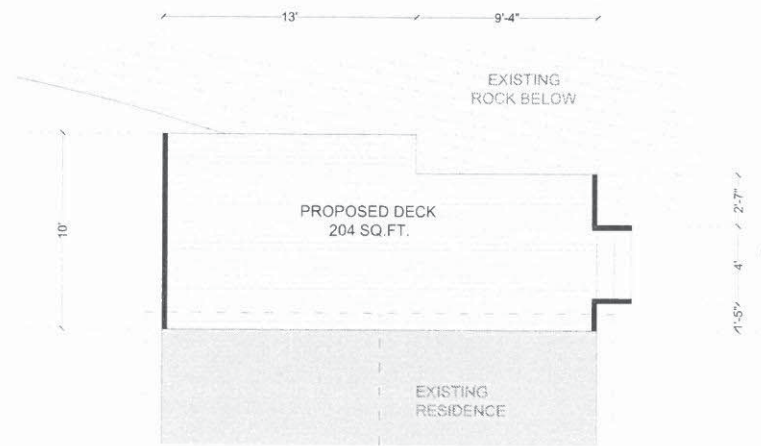 13'
9'-4"
EXISTING
ROCK BELOW
10'
PROPOSED DECK
204 SQ.FT.
2'-7"
4'
1'-5"
EXISTING
RESIDENCE